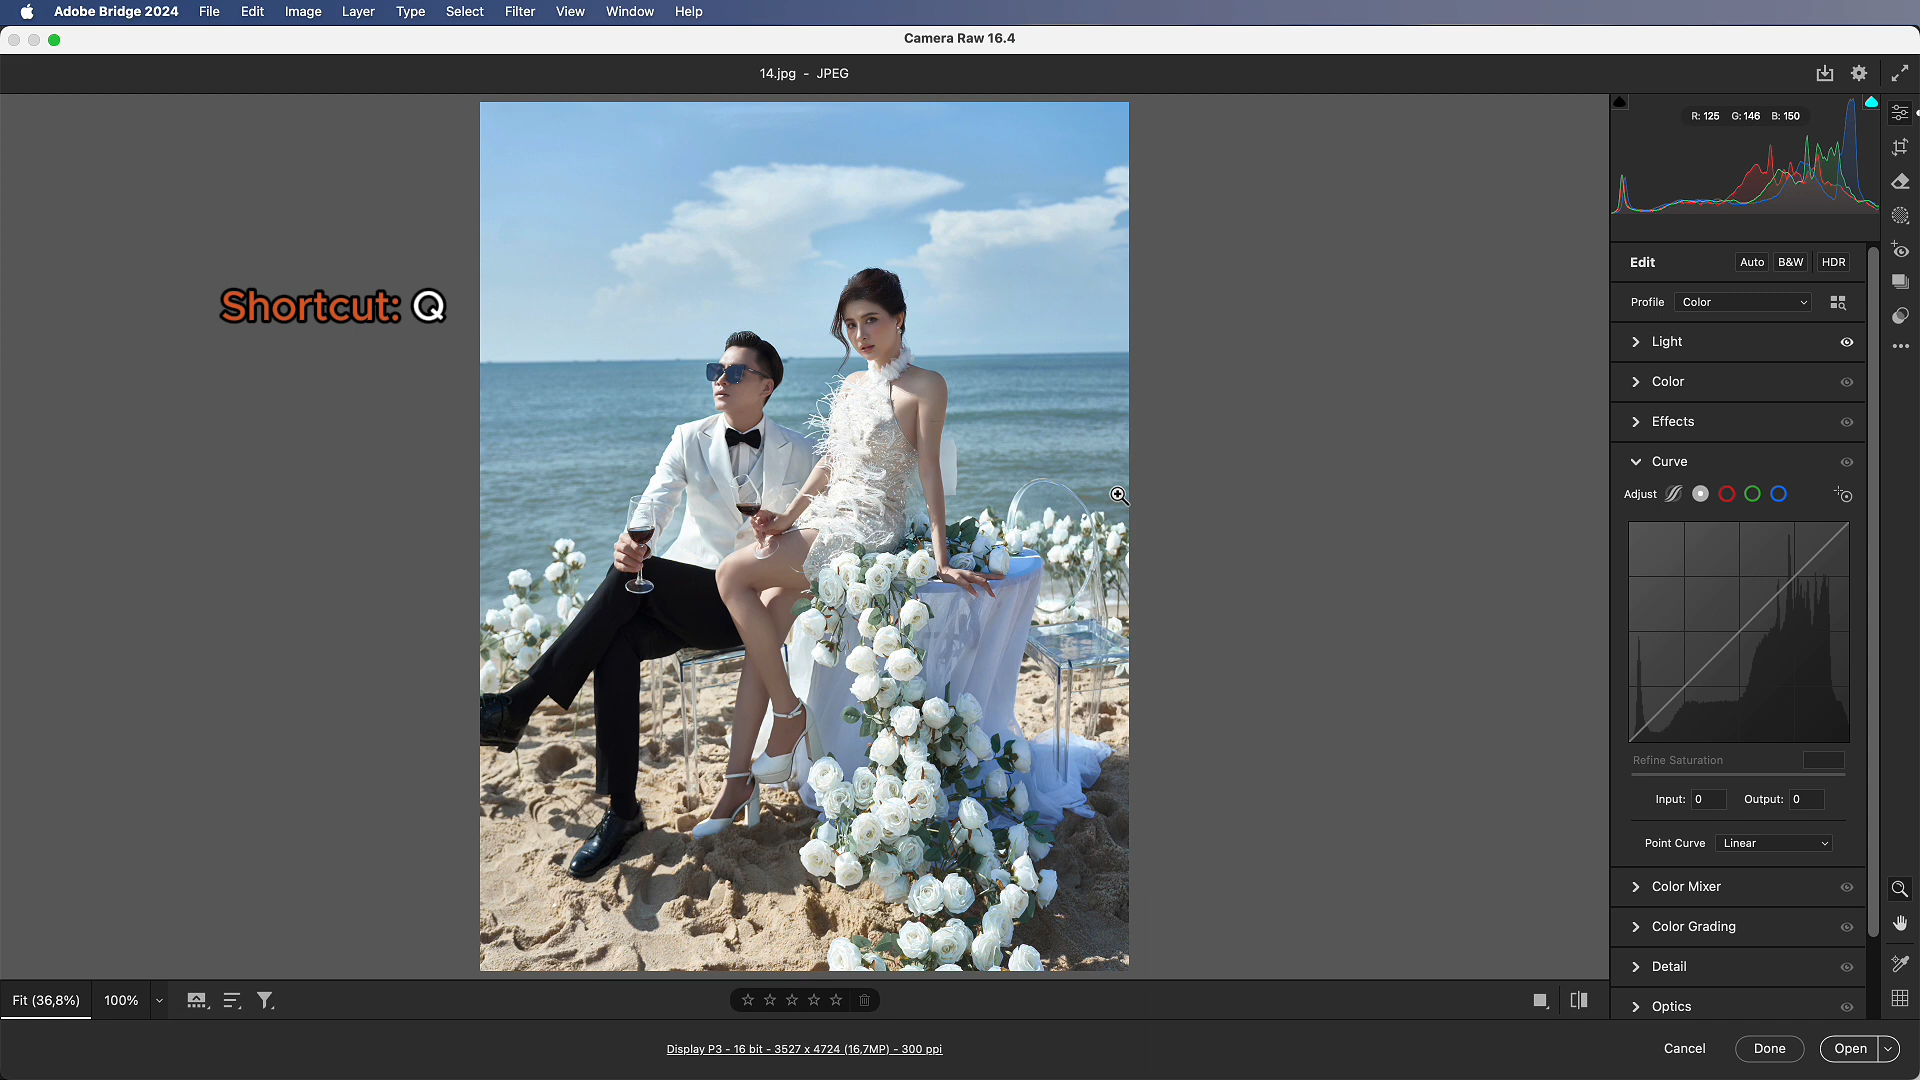 Adobe Bridge 2024 File Edit Image Layer Type Select Filter View Window Help
Camera Raw 16.4
14.jpg - JPEG
R: 125 G: 146 B: 150
Edit Auto B&W HDR
Profile Color
Shortcut: Q
Light
Color
Effects
Curve
Adjust
Refine Saturation
Input: 0 Output: 0
Point Curve Linear
Color Mixer
Color Grading
Detail
Optics
Fit (36,8%) 100%
Display P3 - 16 bit - 3527 x 4724 (16,7MP) - 300 ppi
Cancel Done Open